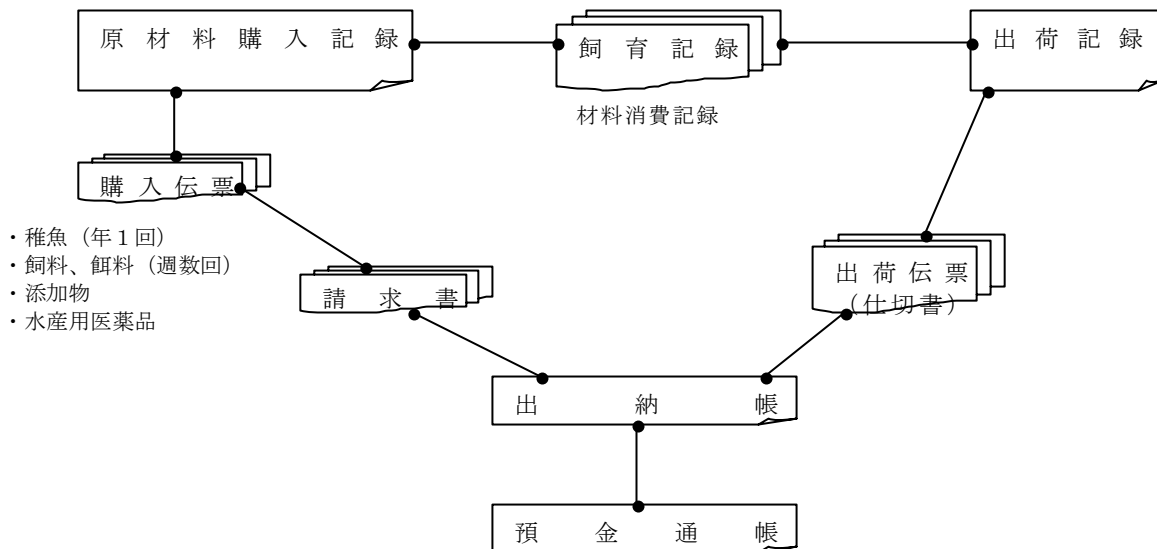 原材料購入記録
飼育記録
出荷記録
材料消費記録
購入伝票
・稚魚（年１回）
・飼料、餌料（週数回）
・添加物
・水産用医薬品
請求書
出荷伝票
（仕切書）
出納帳
預金通帳